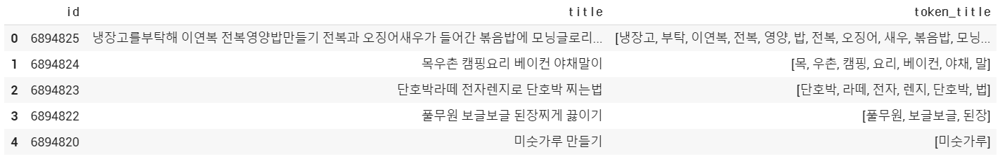 id title token_title
0 6894825 냉장고를부탁해 이연복 전복영양밥만들기 전복과 오징어새우가 들어간 볶음밥에 모닝글로리... [냉장고, 부탁, 이연복, 전복, 영양, 밥, 전복, 오징어, 새우, 볶음밥, 모닝...
1 6894824 목우촌 캠핑요리 베이컨 야채말이 [목, 우촌, 캠핑, 요리, 베이컨, 야채, 말]
2 6894823 단호박라떼 전자렌지로 단호박 찌는법 [단호박, 라떼, 전자, 렌지, 단호박, 법]
3 6894822 풀무원 보글보글 된장찌게 끓이기 [풀무원, 보글보글, 된장]
4 6894820 미숫가루 만들기 [미숫가루]